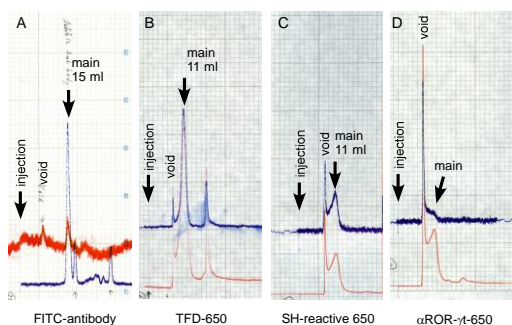 A
B
C
D
void
main
15 ml
main
11 ml
main
11 ml
injection
void
injection
void
injection
void
injection
main
FITC-antibody
TFD-650
SH-reactive 650
αROR-γt-650